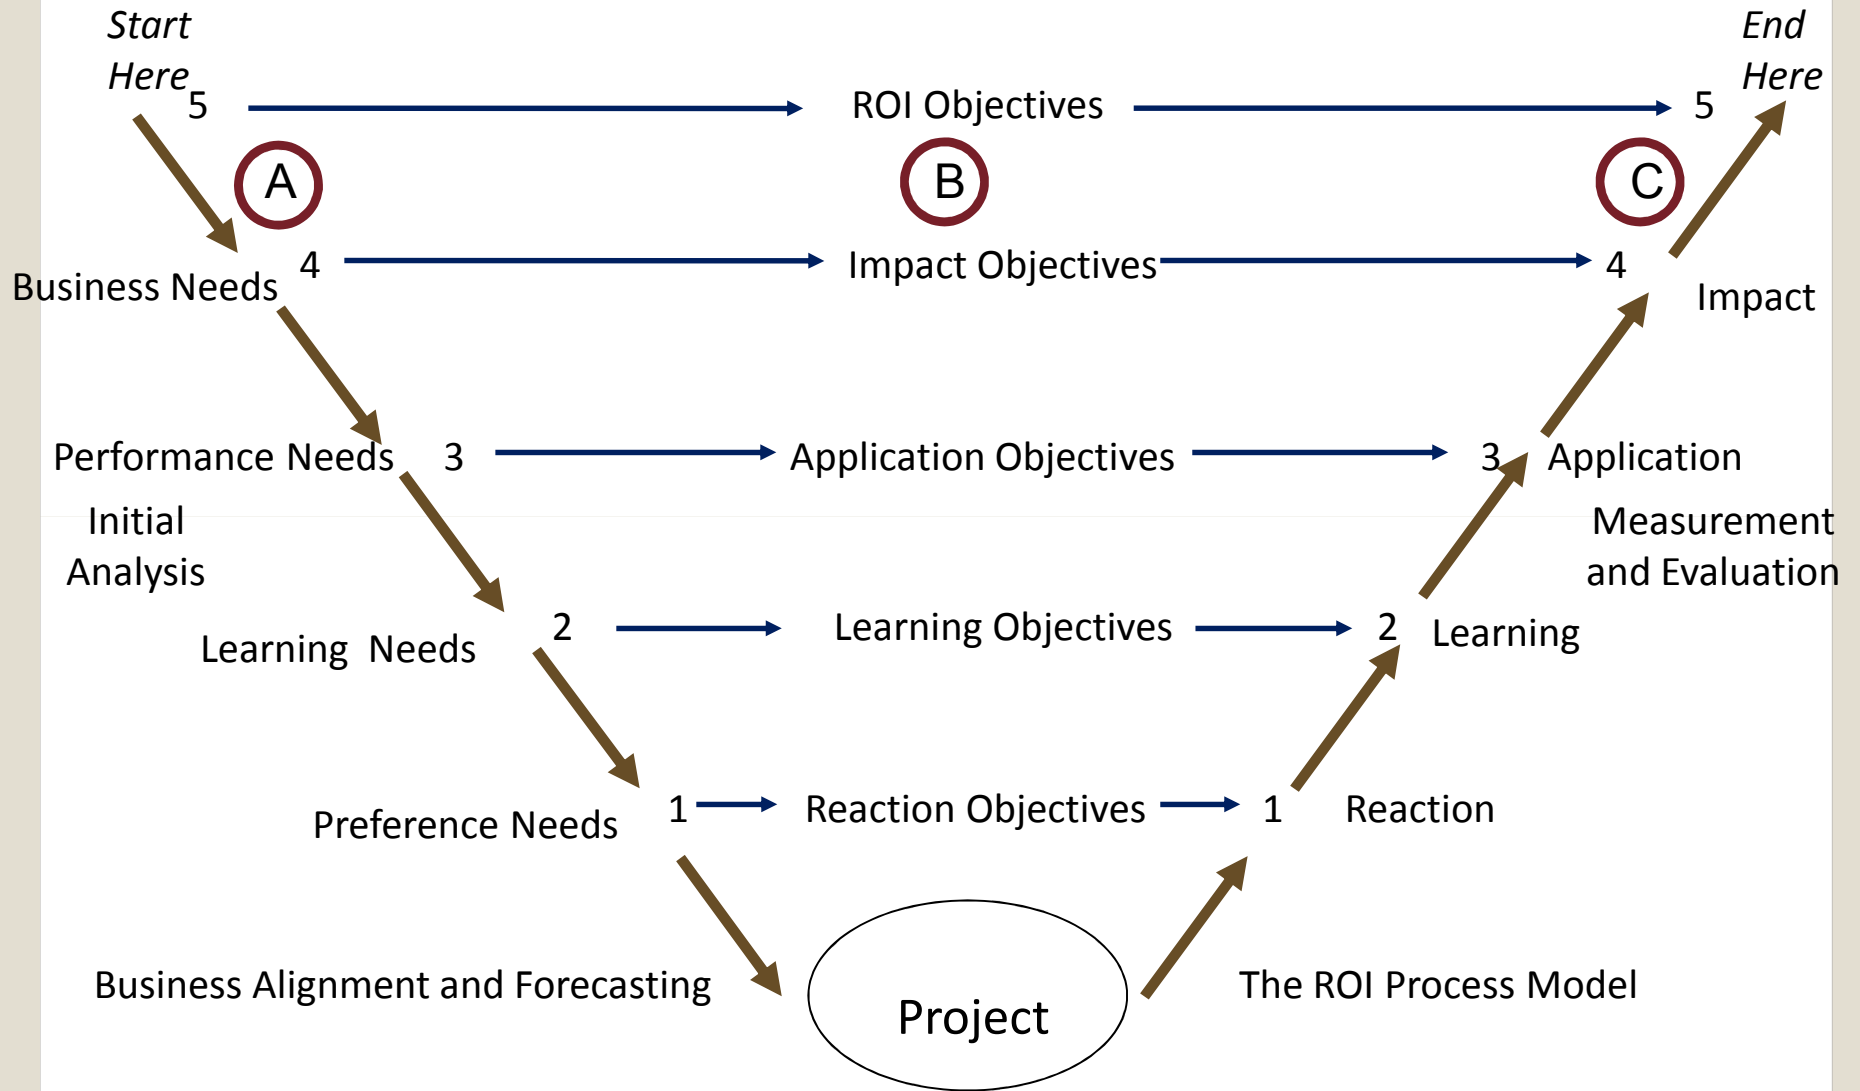 Start
Here
End
Here
5
ROI Objectives
5
A
B
C
Business Needs
4
Impact Objectives
4
Impact
Performance Needs
3
Application Objectives
3
Application
Initial
Analysis
Measurement
and Evaluation
Learning  Needs
2
Learning Objectives
2
Learning
Preference Needs
1
Reaction Objectives
1
Reaction
Business Alignment and Forecasting
Project
The ROI Process Model